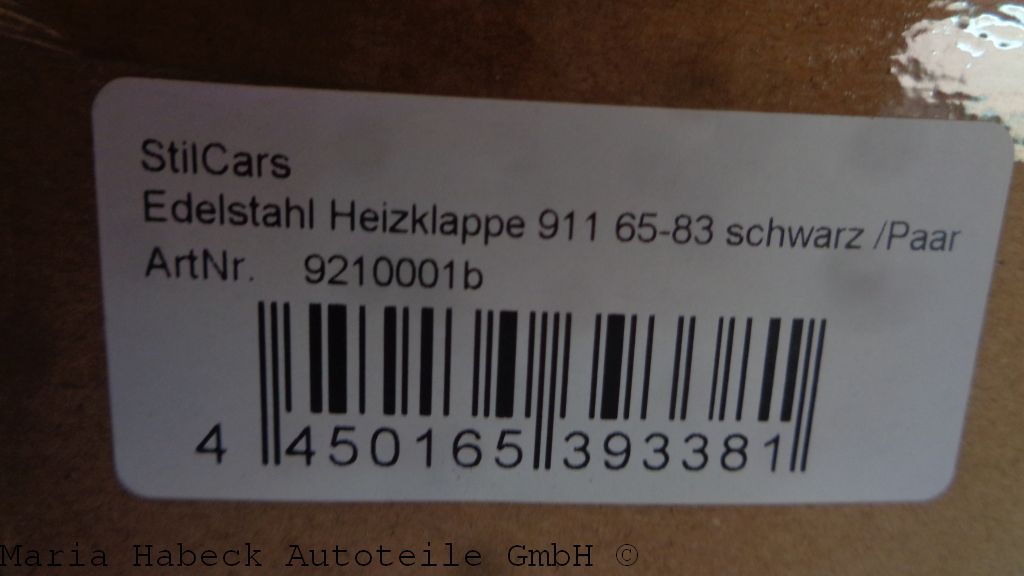 StilCars
Edelstahl Heizklappe 911 65-83 schwarz /Paar
ArtNr. 9210001b
4 450165 393381
Maria Habeck Autoteile GmbH ©